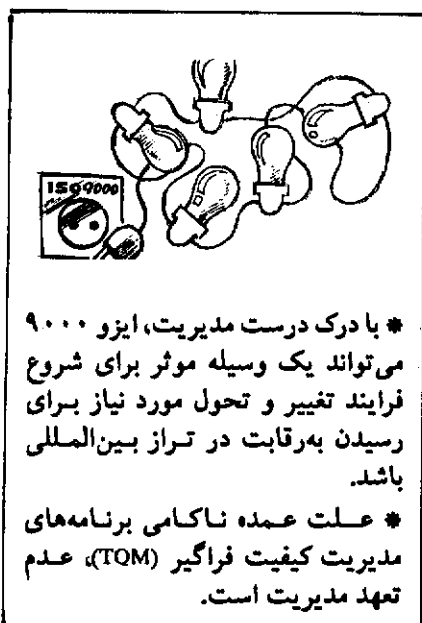 ISO9000
* با درک درست مدیریت، ایزو ۹۰۰۰
می‌تواند یک وسیله موثر برای شروع
فرایند تغییر و تحول مورد نیاز برای
رسیدن به‌رقابت در تراز بین‌المللی
باشد.
* علت عمده ناکامی برنامه‌های
مدیریت کیفیت فراگیر (TQM)، عدم
تعهد مدیریت است.